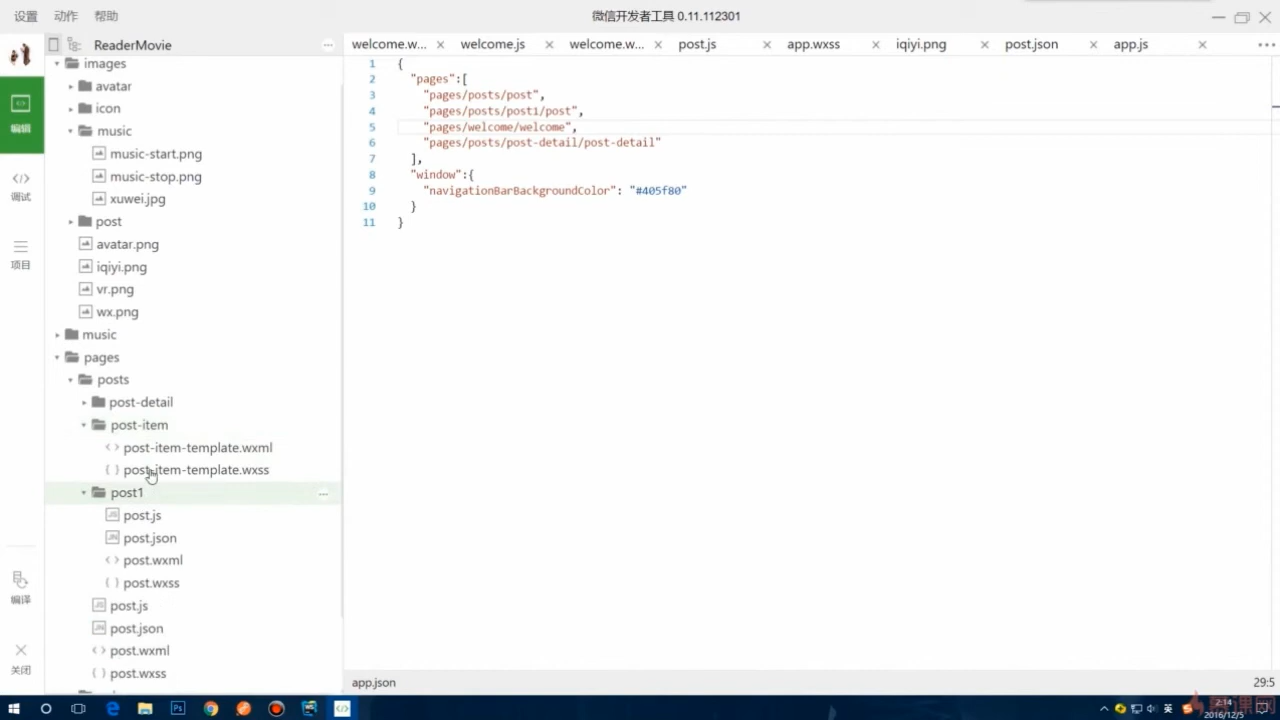 设置 动作 帮助
微信开发者工具 0.11.112301
ReaderMovie
welcome.w... welcome.js welcome.w... post.js app.wxss iqiyi.png post.json app.js
编辑
调试
项目
编译
关闭
images
avatar
icon
music
music-start.png
music-stop.png
xuwei.jpg
post
avatar.png
iqiyi.png
vr.png
wx.png
music
pages
posts
post-detail
post-item
post-item-template.wxml
post-item-template.wxss
post1
post.js
post.json
post.wxml
post.wxss
post.js
post.json
post.wxml
post.wxss
1 {
2 "pages":[
3 "pages/posts/post",
4 "pages/posts/post1/post",
5 "pages/welcome/welcome",
6 "pages/posts/post-detail/post-detail"
7 ],
8 "window":{
9 "navigationBarBackgroundColor": "#405f80"
10 }
11 }
app.json
29:5
英
2:14
2016/12/5